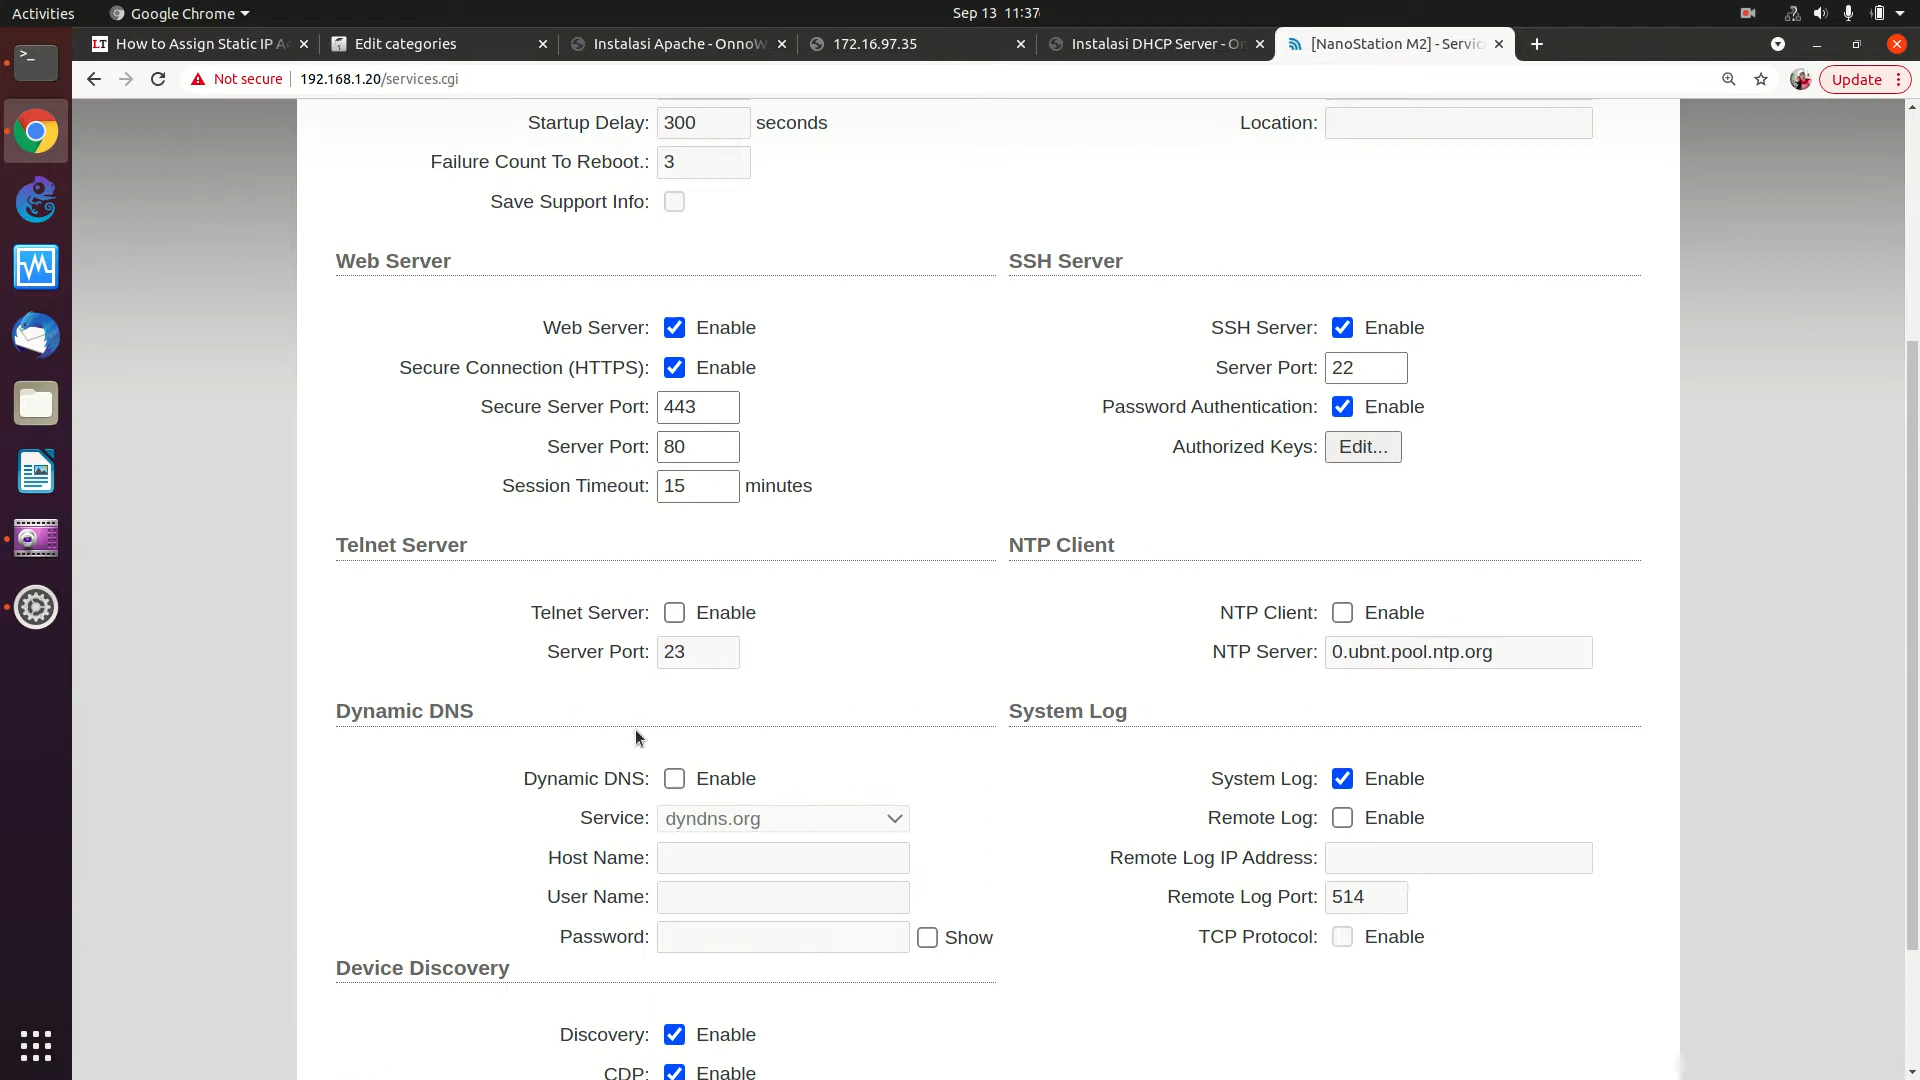 Activities Google Chrome Sep 13 11:37
How to Assign Static IP A Edit categories Instalasi Apache - OnnoW 172.16.97.35 Instalasi DHCP Server - On [NanoStation M2] - Servic
Not secure 192.168.1.20/services.cgi Update
Startup Delay: 300 seconds
Location:
Failure Count To Reboot.: 3
Save Support Info:
Web Server
Web Server: Enable
Secure Connection (HTTPS): Enable
Secure Server Port: 443
Server Port: 80
Session Timeout: 15 minutes
SSH Server
SSH Server: Enable
Server Port: 22
Password Authentication: Enable
Authorized Keys: Edit...
Telnet Server
Telnet Server: Enable
Server Port: 23
NTP Client
NTP Client: Enable
NTP Server: 0.ubnt.pool.ntp.org
Dynamic DNS
Dynamic DNS: Enable
Service: dyndns.org
Host Name:
User Name:
Password: Show
System Log
System Log: Enable
Remote Log: Enable
Remote Log IP Address:
Remote Log Port: 514
TCP Protocol: Enable
Device Discovery
Discovery: Enable
CDP: Enable